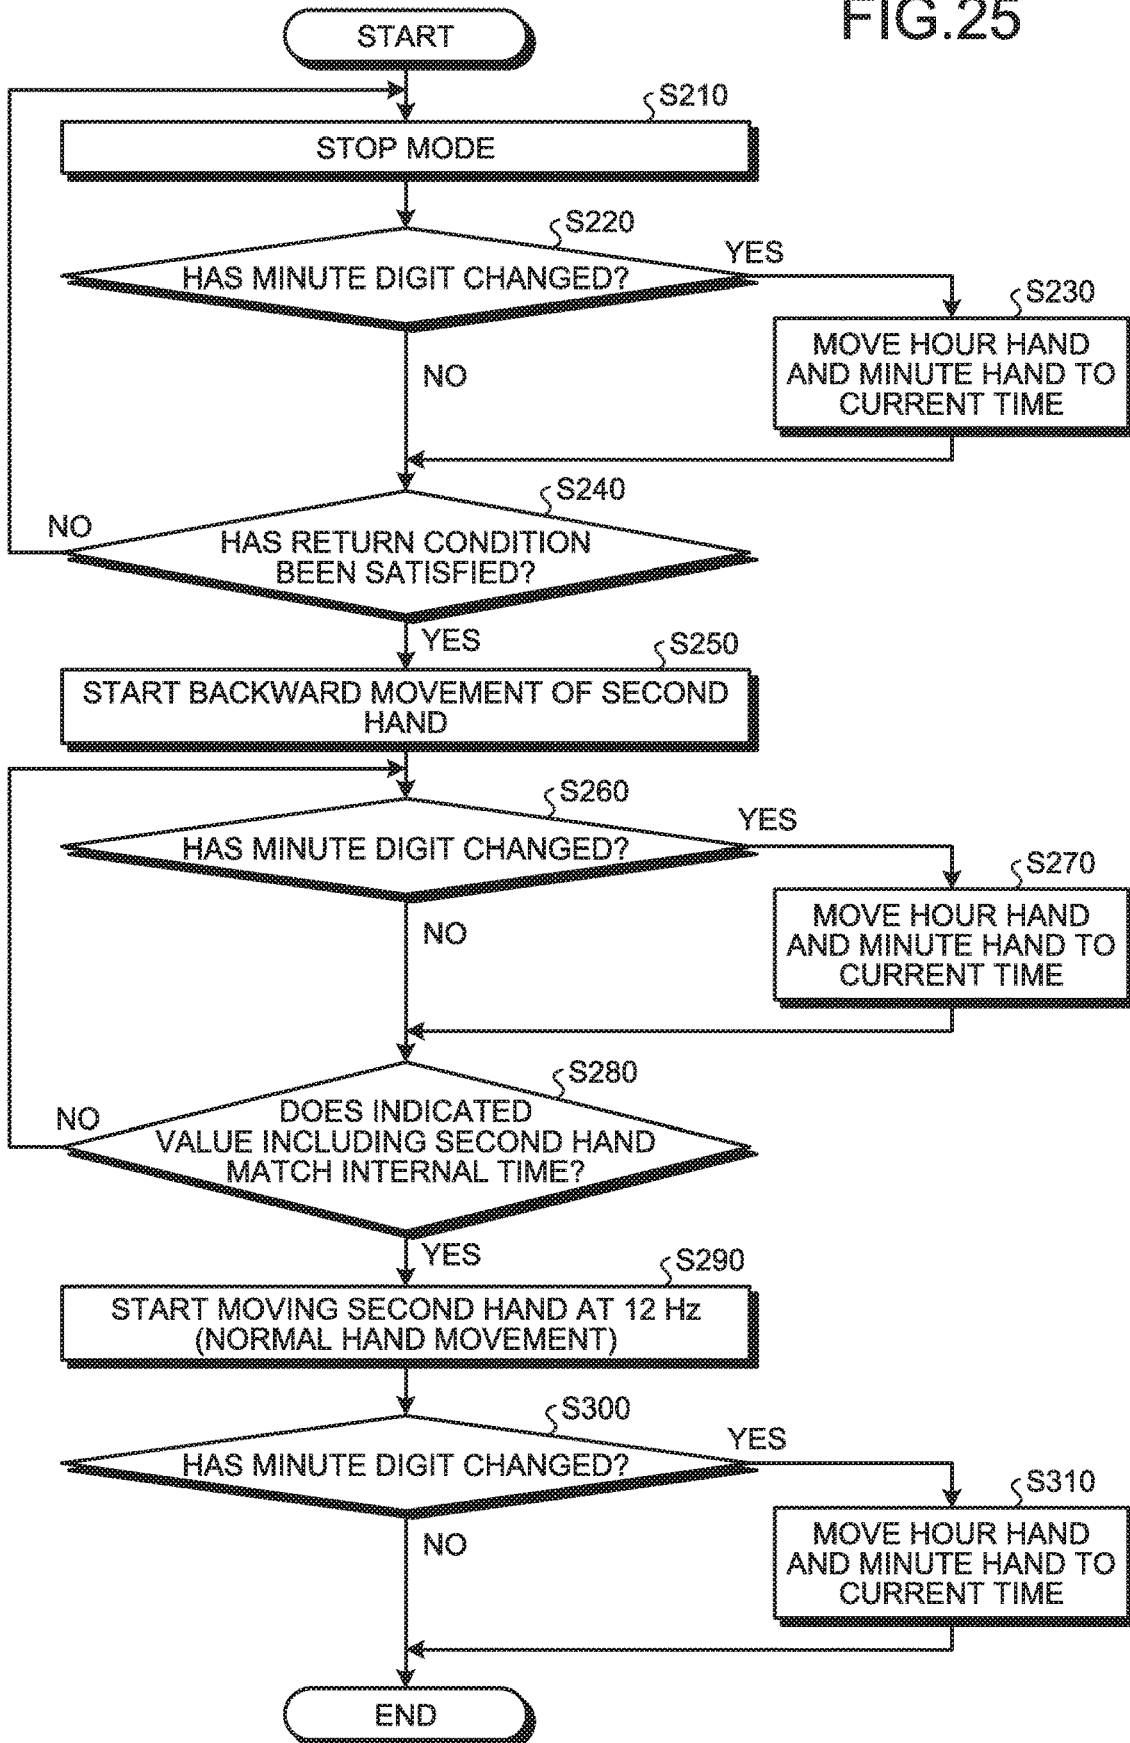 FIG.25
START
S210
STOP MODE
S220
HAS MINUTE DIGIT CHANGED?
YES
S230
MOVE HOUR HAND
AND MINUTE HAND TO
CURRENT TIME
NO
S240
NO
HAS RETURN CONDITION
BEEN SATISFIED?
YES
S250
START BACKWARD MOVEMENT OF SECOND
HAND
S260
HAS MINUTE DIGIT CHANGED?
YES
S270
MOVE HOUR HAND
AND MINUTE HAND TO
CURRENT TIME
NO
S280
NO
DOES INDICATED
VALUE INCLUDING SECOND HAND
MATCH INTERNAL TIME?
YES
S290
START MOVING SECOND HAND AT 12 Hz
(NORMAL HAND MOVEMENT)
S300
HAS MINUTE DIGIT CHANGED?
YES
S310
MOVE HOUR HAND
AND MINUTE HAND TO
CURRENT TIME
NO
END